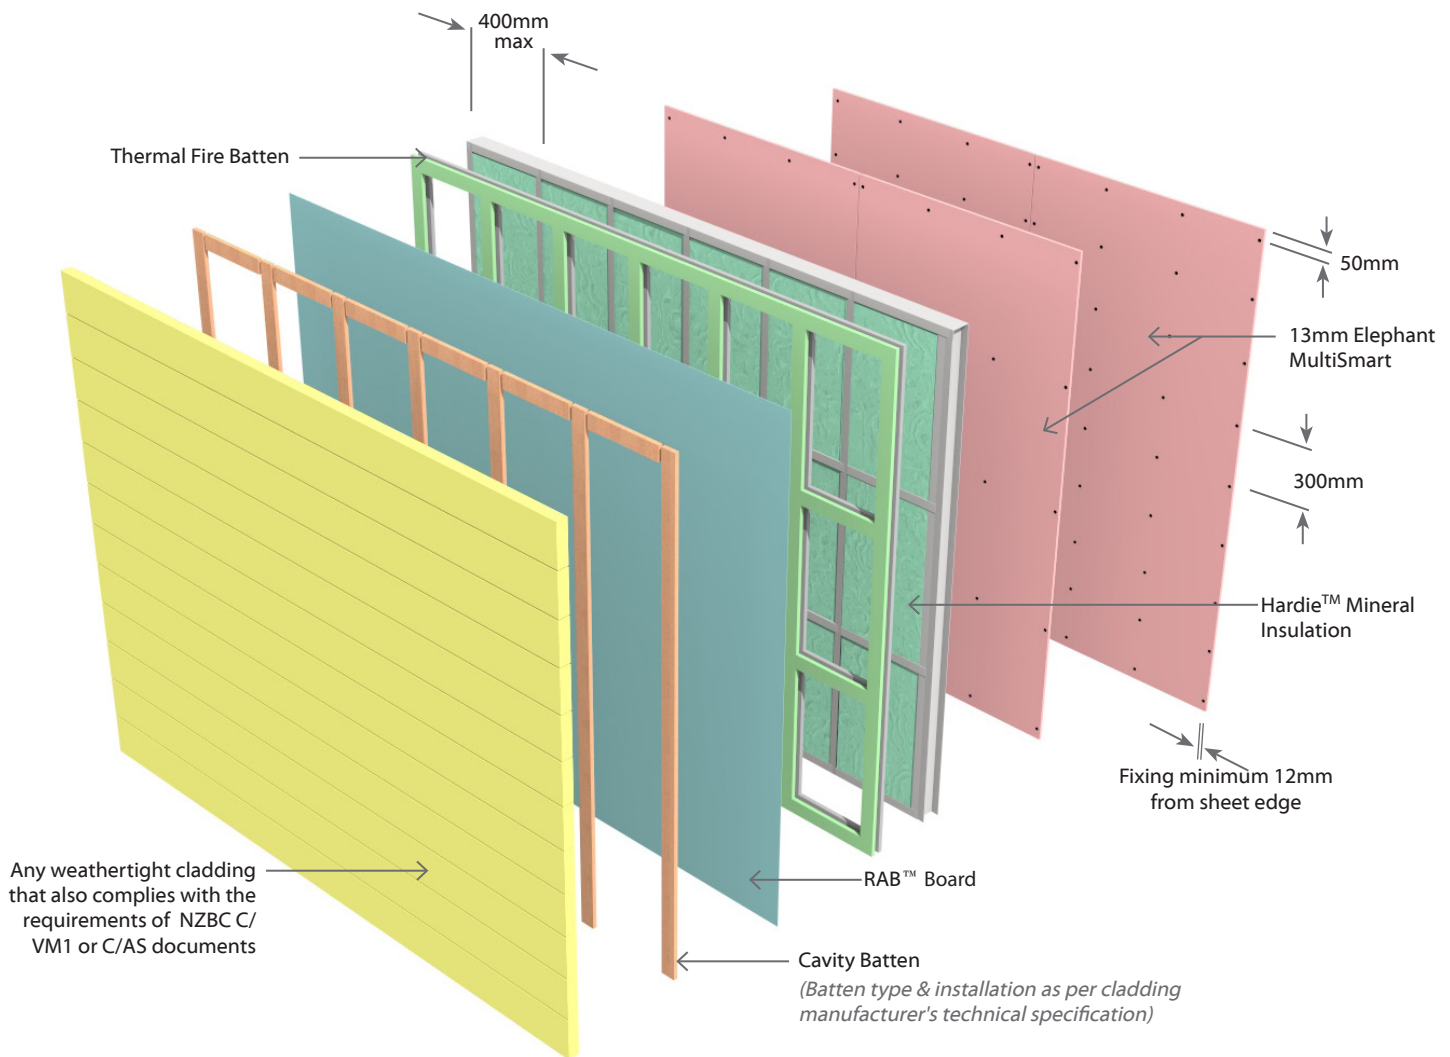 400mm
max
Thermal Fire Batten
50mm
13mm Elephant
MultiSmart
300mm
Hardie™ Mineral
Insulation
Fixing minimum 12mm
from sheet edge
Any weathertight cladding
that also complies with the
requirements of NZBC C/
VM1 or C/AS documents
RAB™ Board
Cavity Batten
(Batten type & installation as per cladding
manufacturer's technical specification)